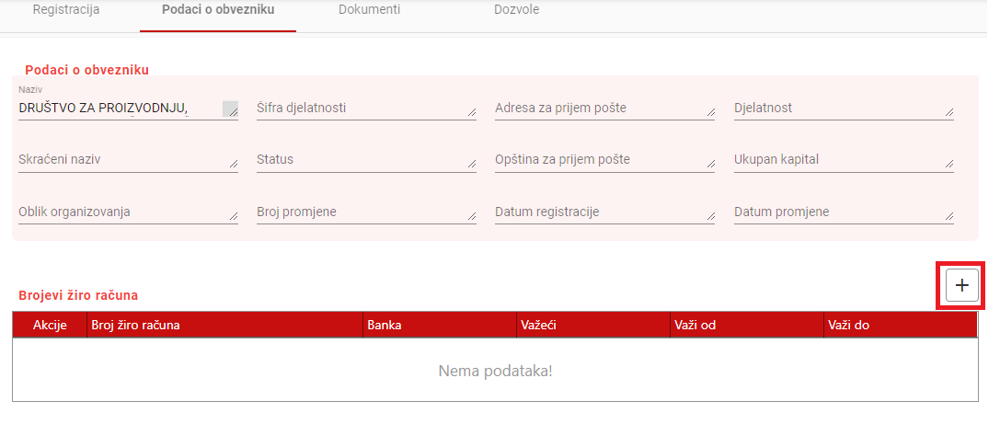 Registracija Podaci o obvezniku Dokumenti Dozvole
Podaci o obvezniku
Naziv
DRUŠTVO ZA PROIZVODNJU, Šifra djelatnosti Adresa za prijem pošte Djelatnost
Skraćeni naziv Status Opština za prijem pošte Ukupan kapital
Oblik organizovanja Broj promjene Datum registracije Datum promjene
Brojevi žiro računa +
Akcije Broj žiro računa Banka Važeći Važi od Važi do
Nema podataka!